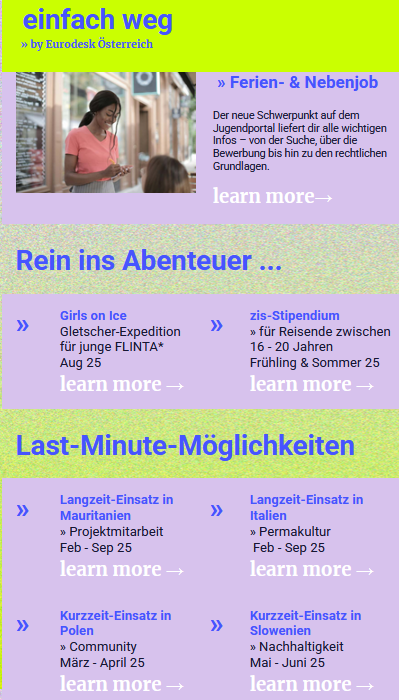 einfach weg
» by Eurodesk Österreich
» Ferien- & Nebenjob
Der neue Schwerpunkt auf dem
Jugendportal liefert dir alle wichtigen
Infos – von der Suche, über die
Bewerbung bis hin zu den rechtlichen
Grundlagen.
learn more→
Rein ins Abenteuer ...
» Girls on Ice
Gletscher-Expedition
für junge FLINTA*
Aug 25
learn more →
» zis-Stipendium
» für Reisende zwischen
16 - 20 Jahren
Frühling & Sommer 25
learn more →
Last-Minute-Möglichkeiten
» Langzeit-Einsatz in
Mauritanien
» Projektmitarbeit
Feb - Sep 25
learn more →
» Langzeit-Einsatz in
Italien
» Permakultur
Feb - Sep 25
learn more →
» Kurzzeit-Einsatz in
Polen
» Community
März - April 25
learn more →
» Kurzzeit-Einsatz in
Slowenien
» Nachhaltigkeit
Mai - Juni 25
learn more →